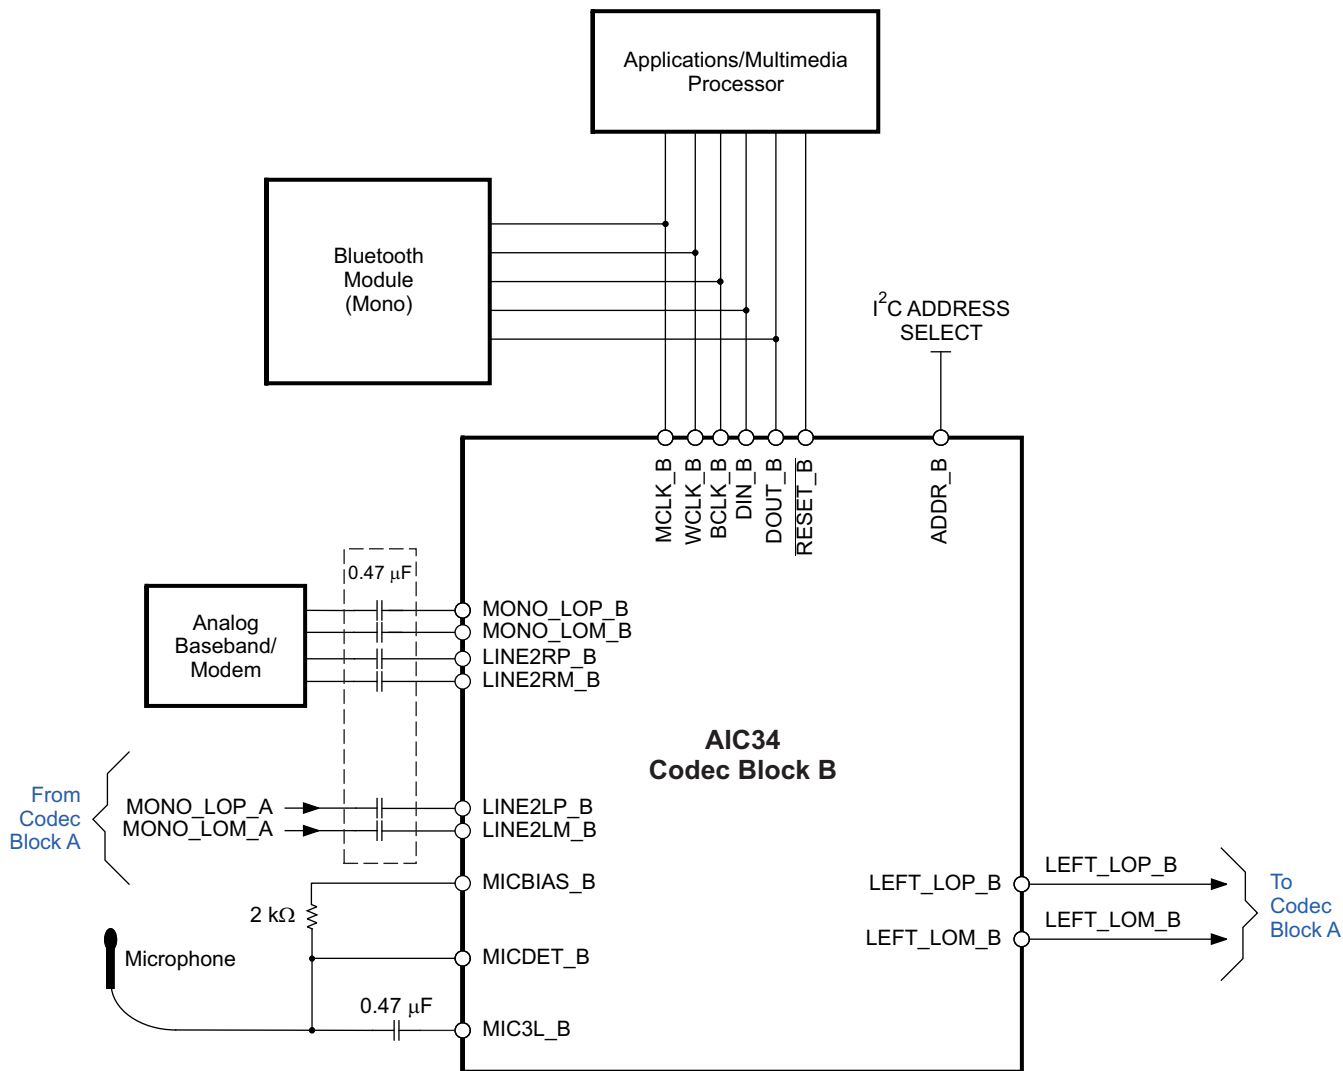 Applications/Multimedia
Processor
Bluetooth
Module
(Mono)
I²C ADDRESS
SELECT
MCLK_B
WCLK_B
BCLK_B
DIN_B
DOUT_B
RESET_B
ADDR_B
0.47 μF
Analog
Baseband/
Modem
MONO_LOP_B
MONO_LOM_B
LINE2RP_B
LINE2RM_B
AIC34
Codec Block B
From
Codec
Block A
MONO_LOP_A
MONO_LOM_A
LINE2LP_B
LINE2LM_B
MICBIAS_B
2 kΩ
MICDET_B
Microphone
0.47 μF
MIC3L_B
LEFT_LOP_B
LEFT_LOM_B
LEFT_LOP_B
LEFT_LOM_B
To
Codec
Block A